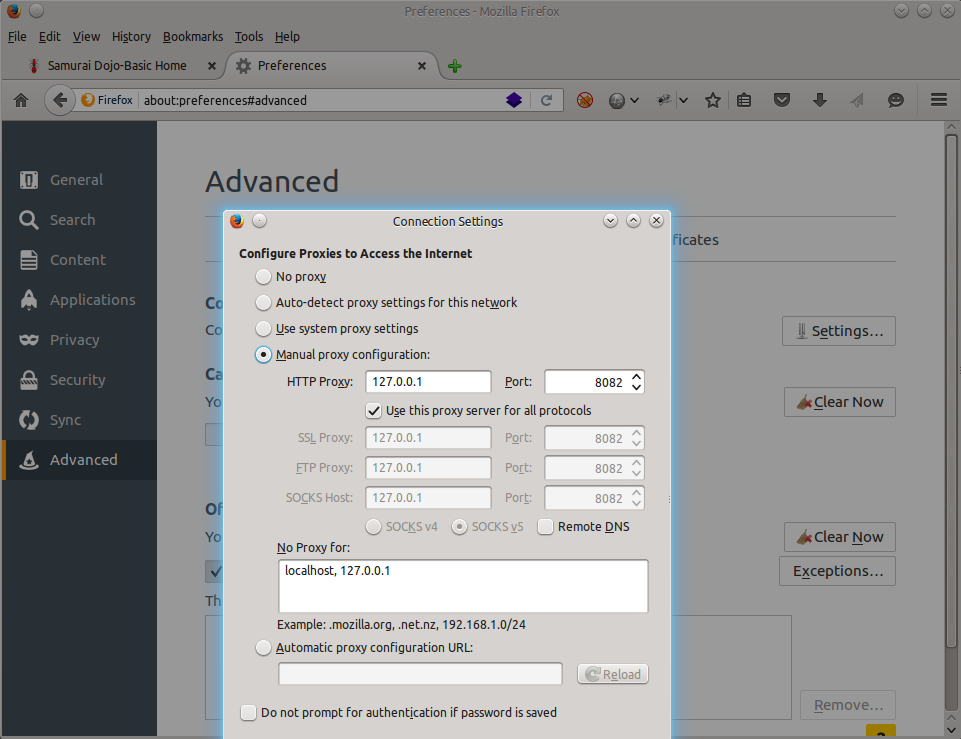 Preferences - Mozilla Firefox
File Edit View History Bookmarks Tools Help
Samurai Dojo-Basic Home Preferences
Firefox about:preferences#advanced
General
Search
Content
Applications
Privacy
Security
Sync
Advanced
Advanced
ficates
Co
Co
Settings...
Ca
Yo
Clear Now
Of
Yo
Clear Now
Exceptions...
Th
Remove...
?
Connection Settings
Configure Proxies to Access the Internet
No proxy
Auto-detect proxy settings for this network
Use system proxy settings
Manual proxy configuration:
HTTP Proxy: 127.0.0.1 Port: 8082
Use this proxy server for all protocols
SSL Proxy: 127.0.0.1 Port: 8082
FTP Proxy: 127.0.0.1 Port: 8082
SOCKS Host: 127.0.0.1 Port: 8082
SOCKS v4 SOCKS v5 Remote DNS
No Proxy for:
localhost, 127.0.0.1
Example: .mozilla.org, .net.nz, 192.168.1.0/24
Automatic proxy configuration URL:
Reload
Do not prompt for authentication if password is saved